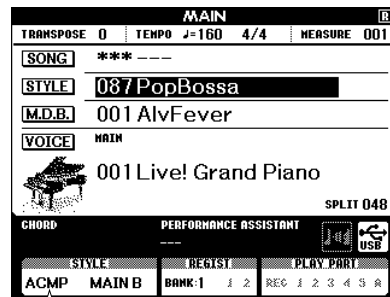 MAIN R
TRANSPOSE 0 TEMPO ♩=160 4/4 MEASURE 001
SONG *** ---
STYLE 087 PopBossa
M.D.B. 001 AlvFever
VOICE MAIN
001 Live! Grand Piano
SPLIT 048
CHORD PERFORMANCE ASSISTANT
---
USB
STYLE REGIST PLAY PART
ACMP MAIN B BANK:1 1 2 REC 1 2 3 4 5 A